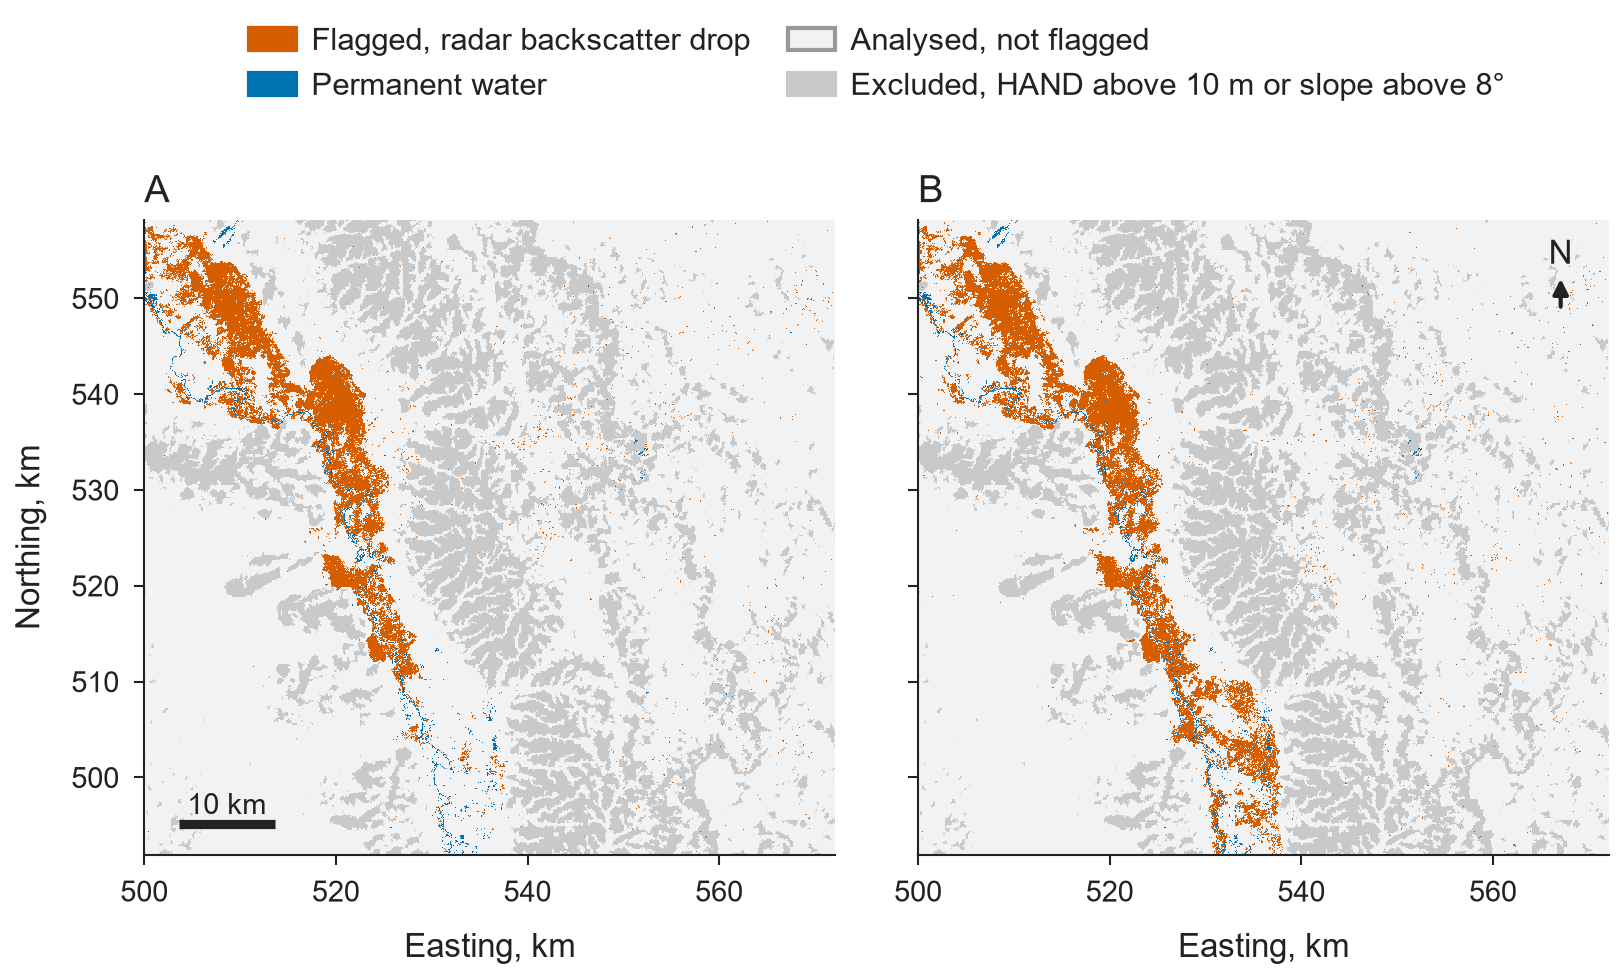 Flagged, radar backscatter drop
Permanent water
Analysed, not flagged
Excluded, HAND above 10 m or slope above 8°
A
B
N
550
540
530
520
510
500
Northing, km
10 km
500 520 540 560
500 520 540 560
Easting, km
Easting, km